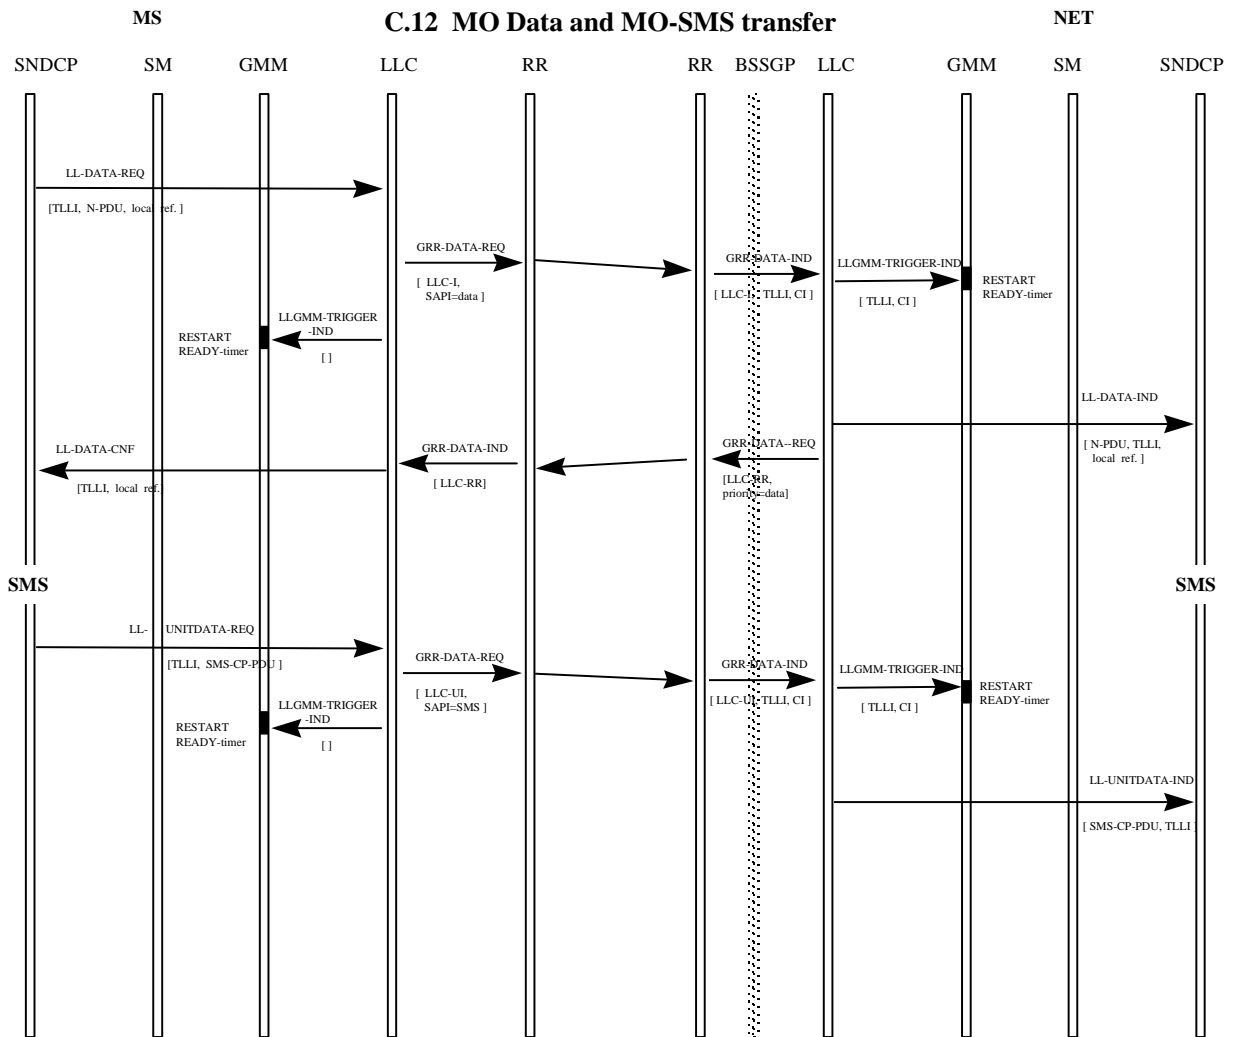 MS
C.12 MO Data and MO-SMS transfer
NET
SNDCP SM GMM LLC RR RR BSSGP LLC GMM SM SNDCP
LL-DATA-REQ
[TLLI, N-PDU, local ref. ]
GRR-DATA-REQ
[ LLC-I,
SAPI=data ]
GRR-DATA-IND
[ LLC-I, TLLI, CI ]
LLGMM-TRIGGER-IND
[ TLLI, CI ]
RESTART
READY-timer
LLGMM-TRIGGER
-IND
[ ]
RESTART
READY-timer
LL-DATA-IND
[ N-PDU, TLLI,
local ref. ]
GRR-DATA--REQ
[LLC-RR,
priority=data]
GRR-DATA-IND
[ LLC-RR]
LL-DATA-CNF
[TLLI, local ref.]
SMS
SMS
LL- UNITDATA-REQ
[TLLI, SMS-CP-PDU ]
GRR-DATA-REQ
[ LLC-UI,
SAPI=SMS ]
GRR-DATA-IND
[ LLC-UI, TLLI, CI ]
LLGMM-TRIGGER-IND
[ TLLI, CI ]
RESTART
READY-timer
LLGMM-TRIGGER
-IND
[ ]
RESTART
READY-timer
LL-UNITDATA-IND
[ SMS-CP-PDU, TLLI ]